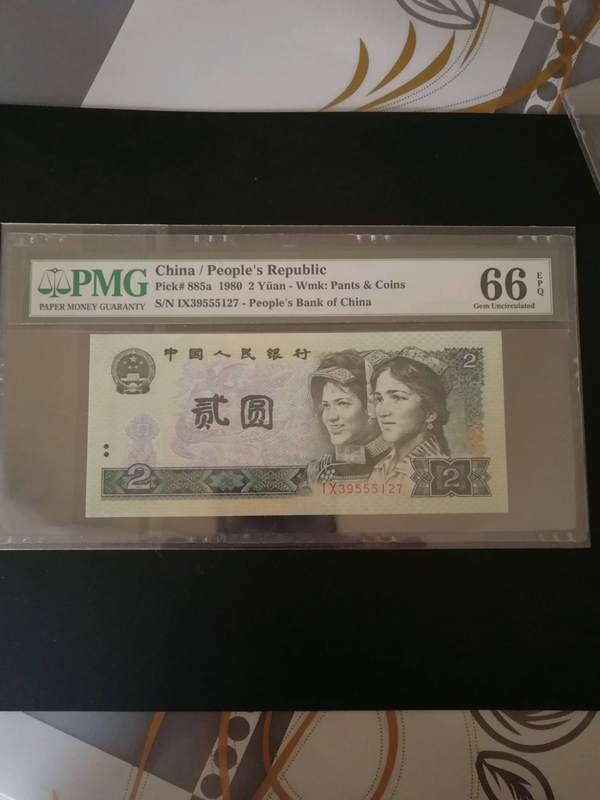 PMG
PAPER MONEY GUARANTY
China / People's Republic
Pick# 885a 1980 2 Yüan - Wmk: Pants & Coins
S/N IX39555127 - People's Bank of China
66 EPQ
Gem Uncirculated
中国人民银行
2
贰圆
2
IX39555127
2